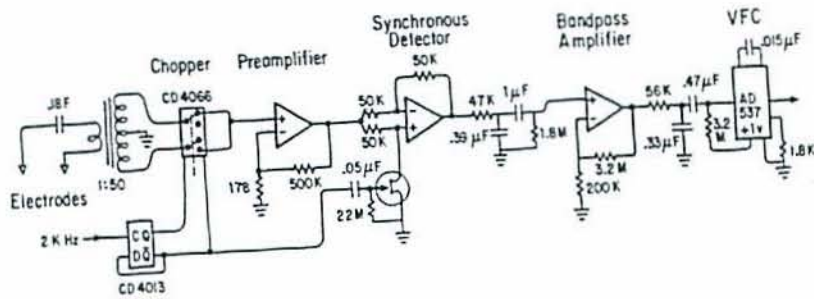 Synchronous
Detector
Bandpass
Amplifier
VFC
Chopper
Preamplifier
CD4066
50K
.015μF
.18F
50K
50K
47K
1μF
56K
.47μF
AD
537
+1v
.39μF
1.8M
.33μF
3.2
M
1:50
178
500K
.05μF
3.2M
200K
1.8K
Electrodes
22M
2 KHz
C Q
D Q̄
CD4013